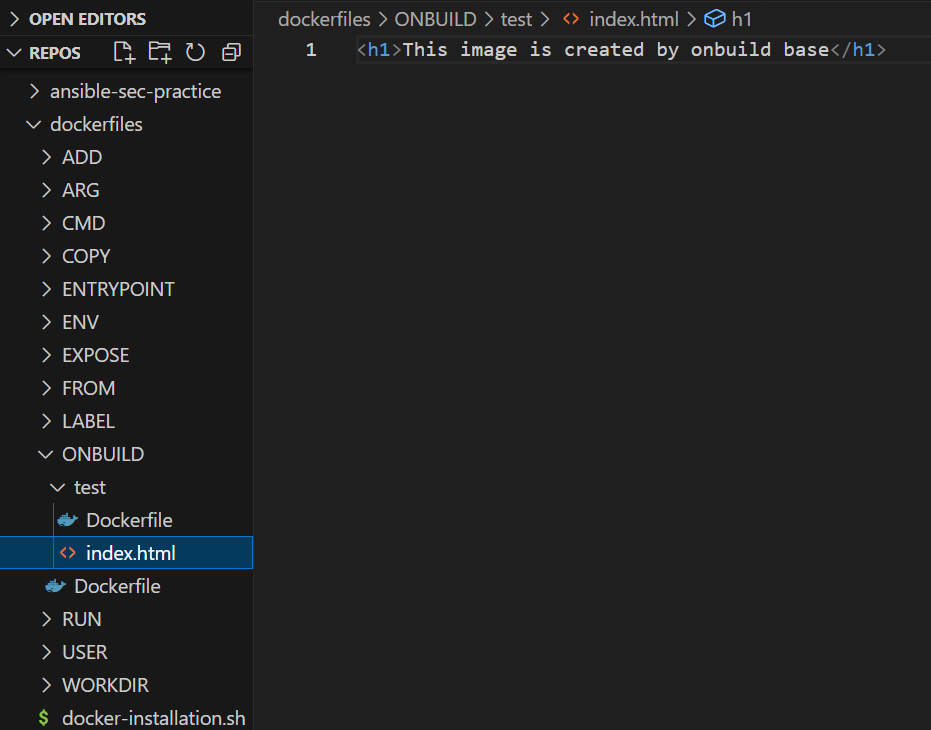 OPEN EDITORS
REPOS
ansible-sec-practice
dockerfiles
ADD
ARG
CMD
COPY
ENTRYPOINT
ENV
EXPOSE
FROM
LABEL
ONBUILD
test
Dockerfile
index.html
Dockerfile
RUN
USER
WORKDIR
$ docker-installation.sh
dockerfiles > ONBUILD > test > <> index.html > h1
1 <h1>This image is created by onbuild base</h1>